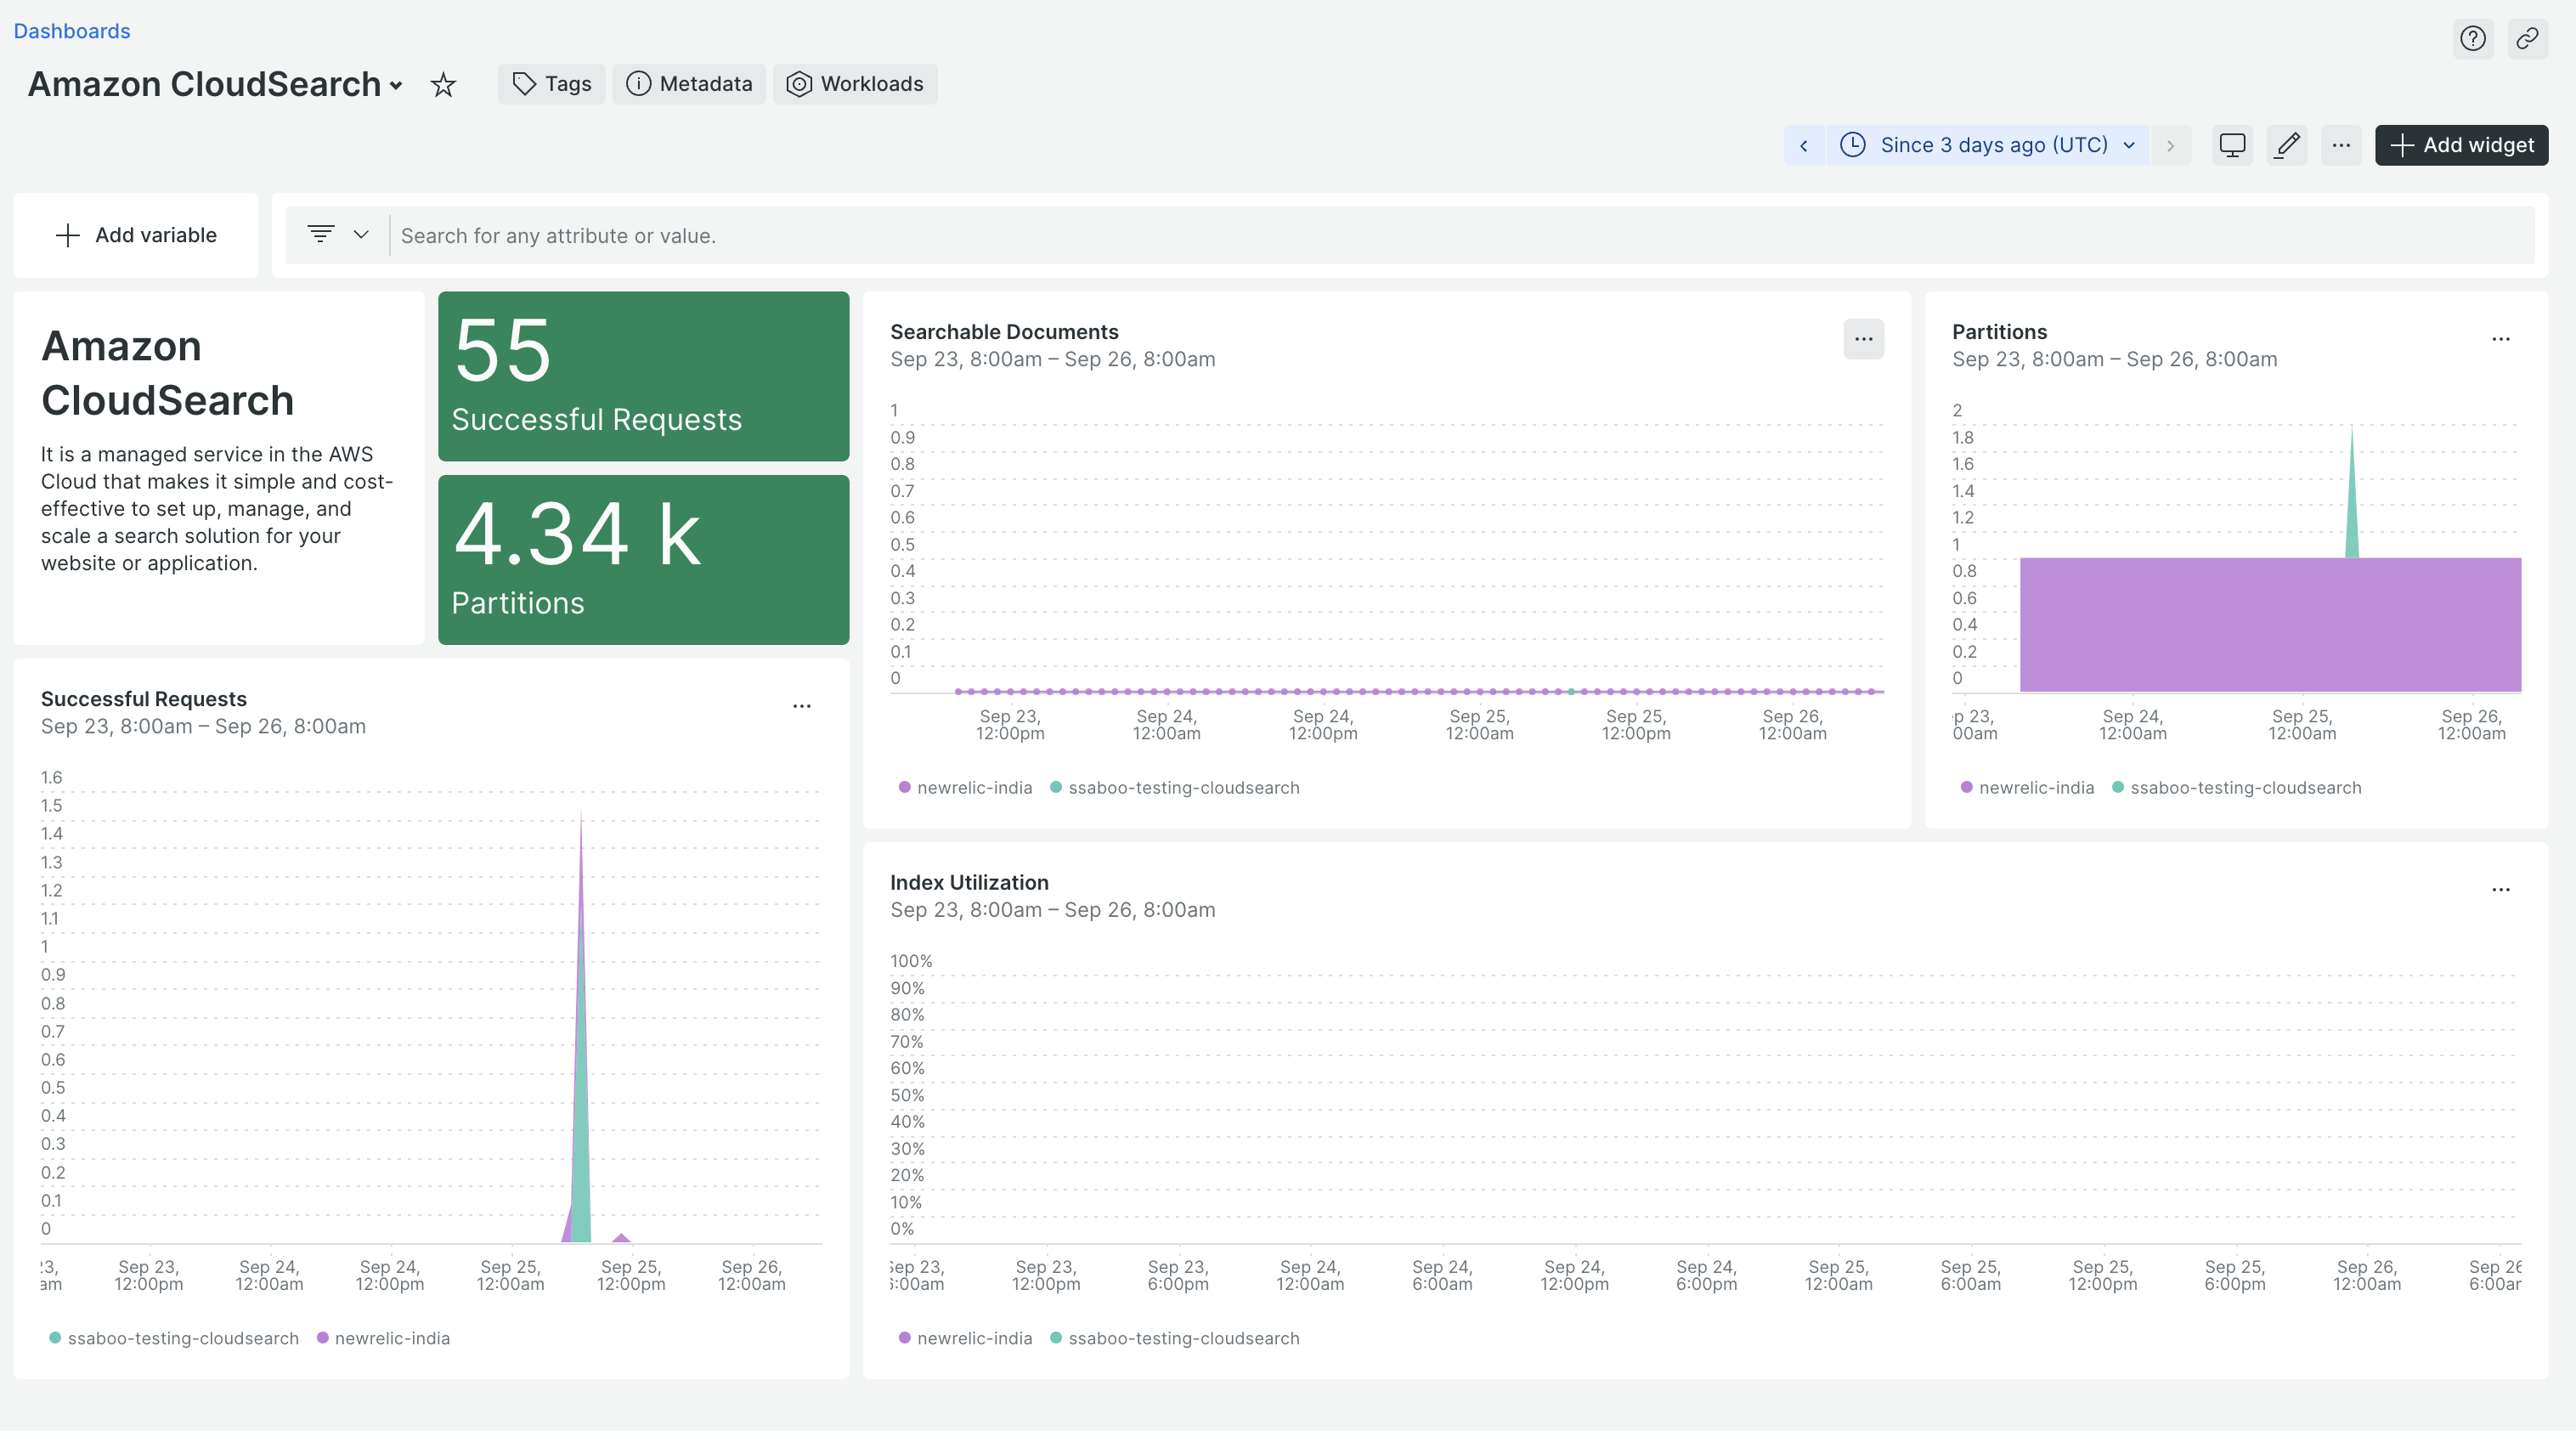 Dashboards
Amazon CloudSearch
Tags
Metadata
Workloads
Since 3 days ago (UTC)
...
Add widget
Add variable
Search for any attribute or value.
Amazon
CloudSearch
It is a managed service in the AWS
Cloud that makes it simple and cost-
effective to set up, manage, and
scale a search solution for your
website or application.
55
Successful Requests
4.34 k
Partitions
Searchable Documents
Sep 23, 8:00am – Sep 26, 8:00am
1
0.9
0.8
0.7
0.6
0.5
0.4
0.3
0.2
0.1
0
Sep 23,
12:00pm
Sep 24,
12:00am
Sep 24,
12:00pm
Sep 25,
12:00am
Sep 25,
12:00pm
Sep 26,
12:00am
newrelic-india
ssaboo-testing-cloudsearch
Partitions
Sep 23, 8:00am – Sep 26, 8:00am
2
1.8
1.6
1.4
1.2
1
0.8
0.6
0.4
0.2
0
p 23,
00am
Sep 24,
12:00am
Sep 25,
12:00am
Sep 26,
12:00am
newrelic-india
ssaboo-testing-cloudsearch
Successful Requests
Sep 23, 8:00am – Sep 26, 8:00am
1.6
1.5
1.4
1.3
1.2
1.1
1
0.9
0.8
0.7
0.6
0.5
0.4
0.3
0.2
0.1
0
23,
am
Sep 23,
12:00pm
Sep 24,
12:00am
Sep 24,
12:00pm
Sep 25,
12:00am
Sep 25,
12:00pm
Sep 26,
12:00am
ssaboo-testing-cloudsearch
newrelic-india
Index Utilization
Sep 23, 8:00am – Sep 26, 8:00am
100%
90%
80%
70%
60%
50%
40%
30%
20%
10%
0%
Sep 23,
6:00am
Sep 23,
12:00pm
Sep 23,
6:00pm
Sep 24,
12:00am
Sep 24,
6:00am
Sep 24,
12:00pm
Sep 24,
6:00pm
Sep 25,
12:00am
Sep 25,
6:00am
Sep 25,
12:00pm
Sep 25,
6:00pm
Sep 26,
12:00am
Sep 26
6:00a
newrelic-india
ssaboo-testing-cloudsearch